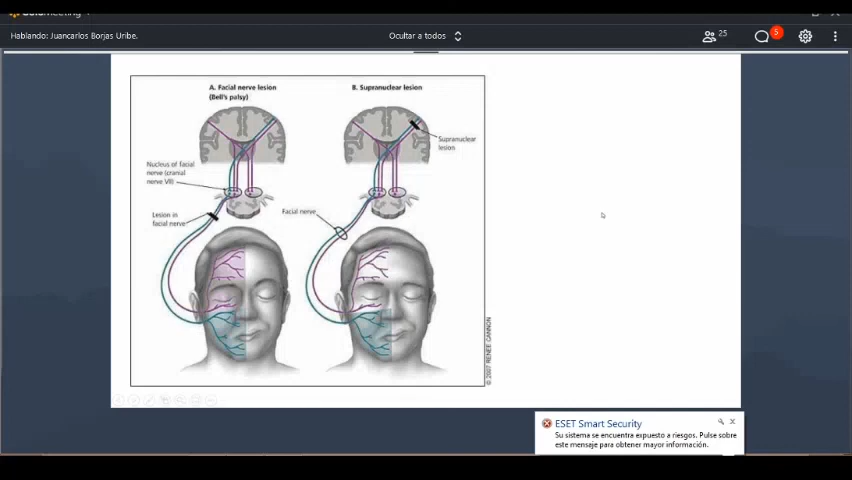 GoToMeeting
Hablando: Juancarlos Borjas Uribe.
Ocultar a todos
25
5
A. Facial nerve lesion
(Bell's palsy)
B. Supranuclear lesion
Supranuclear
lesion
Nucleus of facial
nerve (cranial
nerve VII)
Lesion in
facial nerve
Facial nerve
© 2007 RENEE CANNON
ESET Smart Security
Su sistema se encuentra expuesto a riesgos. Pulse sobre
este mensaje para obtener mayor información.